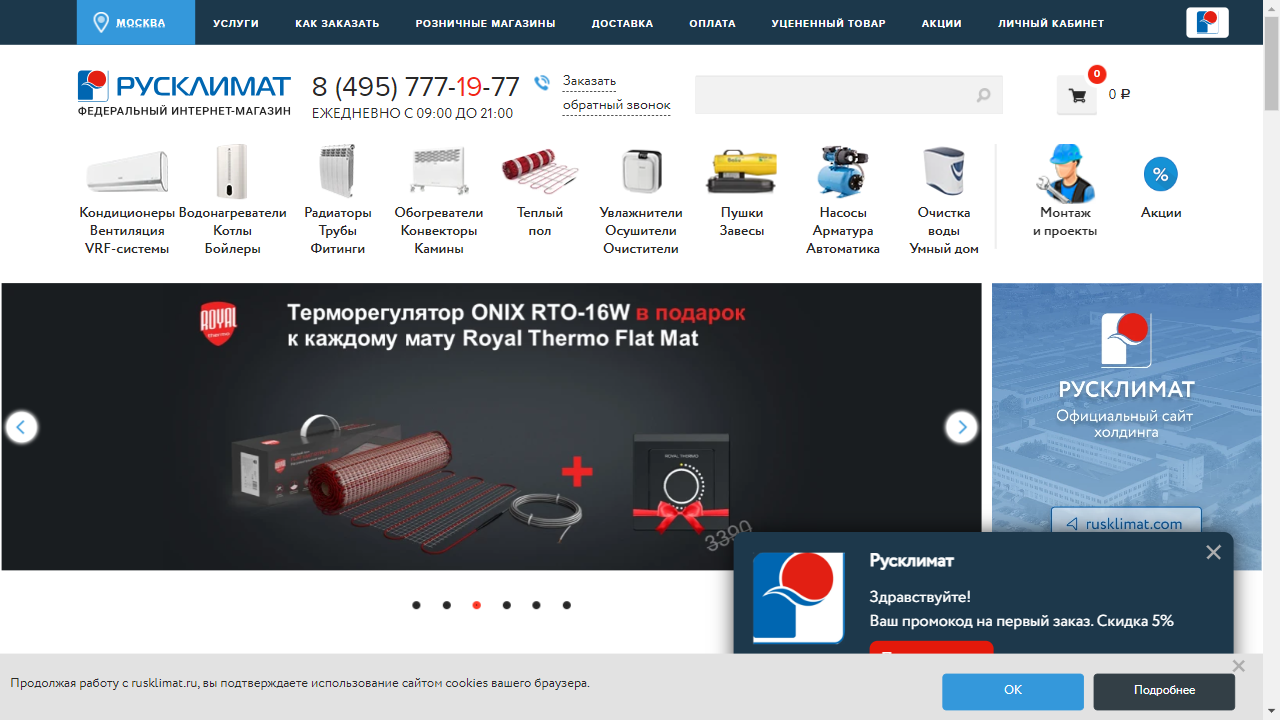 МОСКВА
УСЛУГИ
КАК ЗАКАЗАТЬ
РОЗНИЧНЫЕ МАГАЗИНЫ
ДОСТАВКА
ОПЛАТА
УЦЕНЕННЫЙ ТОВАР
АКЦИИ
ЛИЧНЫЙ КАБИНЕТ
РУСКЛИМАТ
ФЕДЕРАЛЬНЫЙ ИНТЕРНЕТ-МАГАЗИН
8 (495) 777-19-77
ЕЖЕДНЕВНО С 09:00 ДО 21:00
Заказать
обратный звонок
0
0 ₽
Кондиционеры
Вентиляция
VRF-системы
Водонагреватели
Котлы
Бойлеры
Радиаторы
Трубы
Фитинги
Обогреватели
Конвекторы
Камины
Теплый
пол
Увлажнители
Осушители
Очистители
Пушки
Завесы
Насосы
Арматура
Автоматика
Очистка
воды
Умный дом
Монтаж
и проекты
%
Акции
ROYAL
thermo
Терморегулятор ONIX RTO-16W в подарок
к каждому мату Royal Thermo Flat Mat
ROYAL THERMO
3390
РУСКЛИМАТ
Официальный сайт
холдинга
rusklimat.com
Русклимат
Здравствуйте!
Ваш промокод на первый заказ. Скидка 5%
Продолжая работу с rusklimat.ru, вы подтверждаете использование сайтом cookies вашего браузера.
ОК
Подробнее